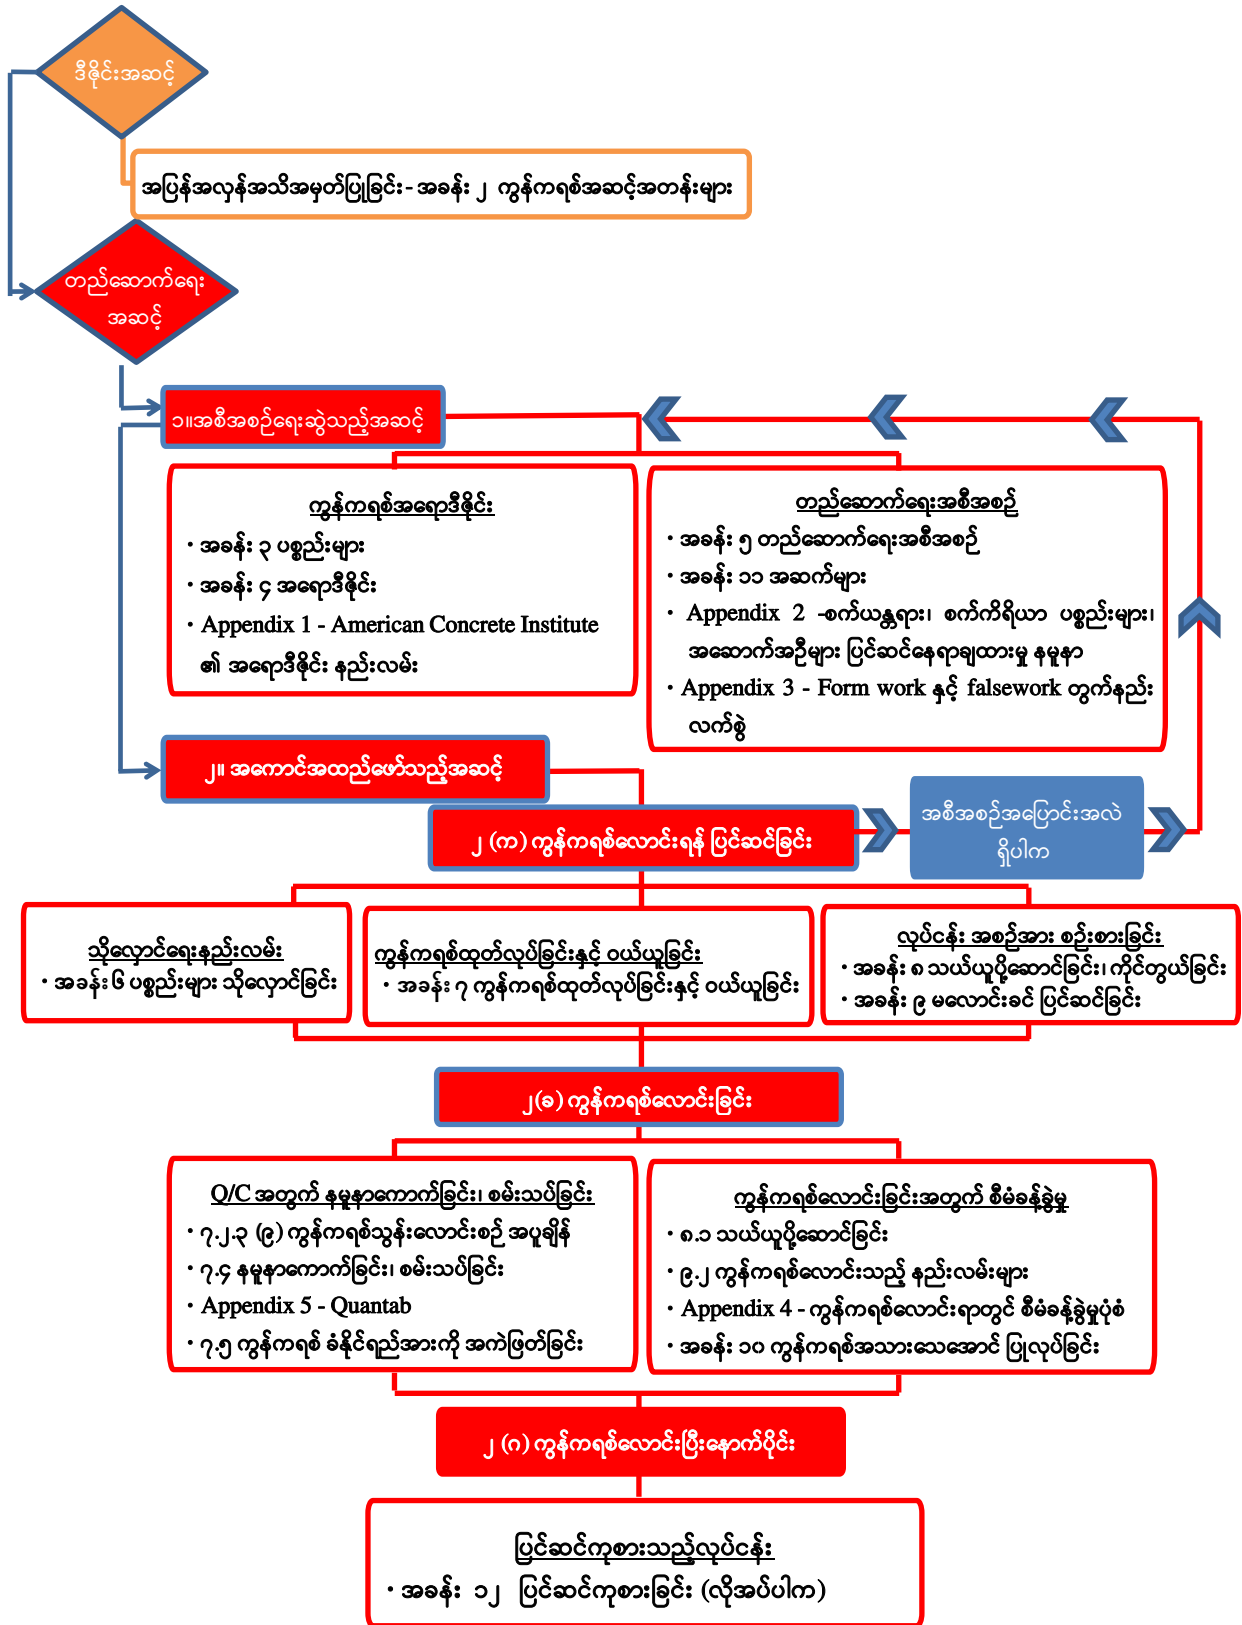 ဒီဇိုင်းအဆင့်
အပြန်အလှန်အသိအမှတ်ပြုခြင်း - အခန်း ၂ ကွန်ကရစ်အဆင့်အတန်းများ
တည်ဆောက်ရေး
အဆင့်
၁။အစီအစဉ်ရေးဆွဲသည့်အဆင့်
ကွန်ကရစ်အရောဒီဇိုင်း
· အခန်း ၃ ပစ္စည်းများ
· အခန်း ၄ အရောဒီဇိုင်း
· Appendix 1 - American Concrete Institute
၏ အရောဒီဇိုင်း နည်းလမ်း
တည်ဆောက်ရေးအစီအစဉ်
· အခန်း ၅ တည်ဆောက်ရေးအစီအစဉ်
· အခန်း ၁၁ အဆက်များ
· Appendix 2 -စက်ယန္တရား၊ စက်ကိရိယာ ပစ္စည်းများ၊
အဆောက်အဦများ ပြင်ဆင်နေရာချထားမှု နမူနာ
· Appendix 3 - Form work နှင့် falsework တွက်နည်း
လက်စွဲ
၂။ အကောင်အထည်ဖော်သည့်အဆင့်
၂ (က) ကွန်ကရစ်လောင်းရန် ပြင်ဆင်ခြင်း
အစီအစဉ်အပြောင်းအလဲ
ရှိပါက
သိုလှောင်ရေးနည်းလမ်း
· အခန်း ၆ ပစ္စည်းများ သိုလှောင်ခြင်း
ကွန်ကရစ်ထုတ်လုပ်ခြင်းနှင့် ဝယ်ယူခြင်း
· အခန်း ၇ ကွန်ကရစ်ထုတ်လုပ်ခြင်းနှင့် ဝယ်ယူခြင်း
လုပ်ငန်း အစဉ်အား စဉ်းစားခြင်း
· အခန်း ၈ သယ်ယူပို့ဆောင်ခြင်း၊ ကိုင်တွယ်ခြင်း
· အခန်း ၉ မလောင်းခင် ပြင်ဆင်ခြင်း
၂(ခ) ကွန်ကရစ်လောင်းခြင်း
Q/C အတွက် နမူနာကောက်ခြင်း၊ စမ်းသပ်ခြင်း
· ၇.၂.၃ (၉) ကွန်ကရစ်သွန်းလောင်းစဉ် အပူချိန်
· ၇.၄ နမူနာကောက်ခြင်း၊ စမ်းသပ်ခြင်း
· Appendix 5 - Quantab
· ၇.၅ ကွန်ကရစ် ခံနိုင်ရည်အားကို အကဲဖြတ်ခြင်း
ကွန်ကရစ်လောင်းခြင်းအတွက် စီမံခန့်ခွဲမှု
· ၈.၁ သယ်ယူပို့ဆောင်ခြင်း
· ၉.၂ ကွန်ကရစ်လောင်းသည့် နည်းလမ်းများ
· Appendix 4 - ကွန်ကရစ်လောင်းရာတွင် စီမံခန့်ခွဲမှုပုံစံ
· အခန်း ၁၀ ကွန်ကရစ်အသားသေအောင် ပြုလုပ်ခြင်း
၂ (ဂ) ကွန်ကရစ်လောင်းပြီးနောက်ပိုင်း
ပြင်ဆင်ကုစားသည့်လုပ်ငန်း
· အခန်း ၁၂ ပြင်ဆင်ကုစားခြင်း (လိုအပ်ပါက)